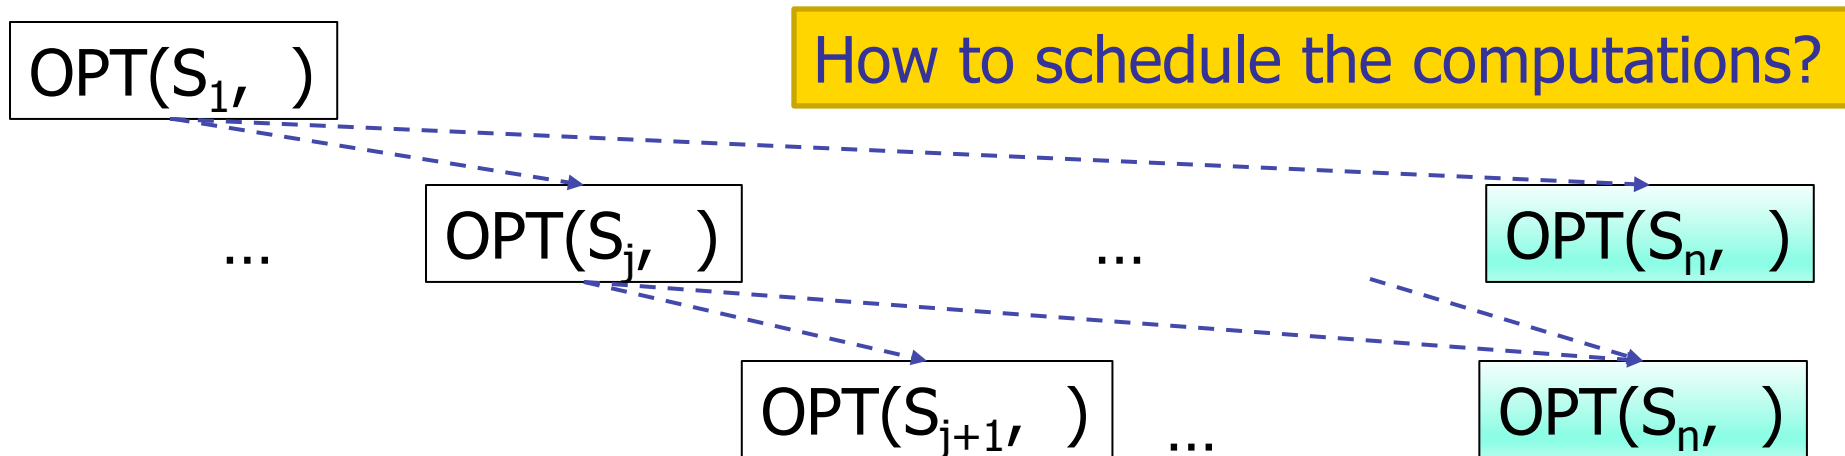 OPT(S₁,  )
How to schedule the computations?
... OPT(Sⱼ,  ) ... OPT(Sₙ,  )
OPT(Sⱼ₊₁,  ) ... OPT(Sₙ,  )